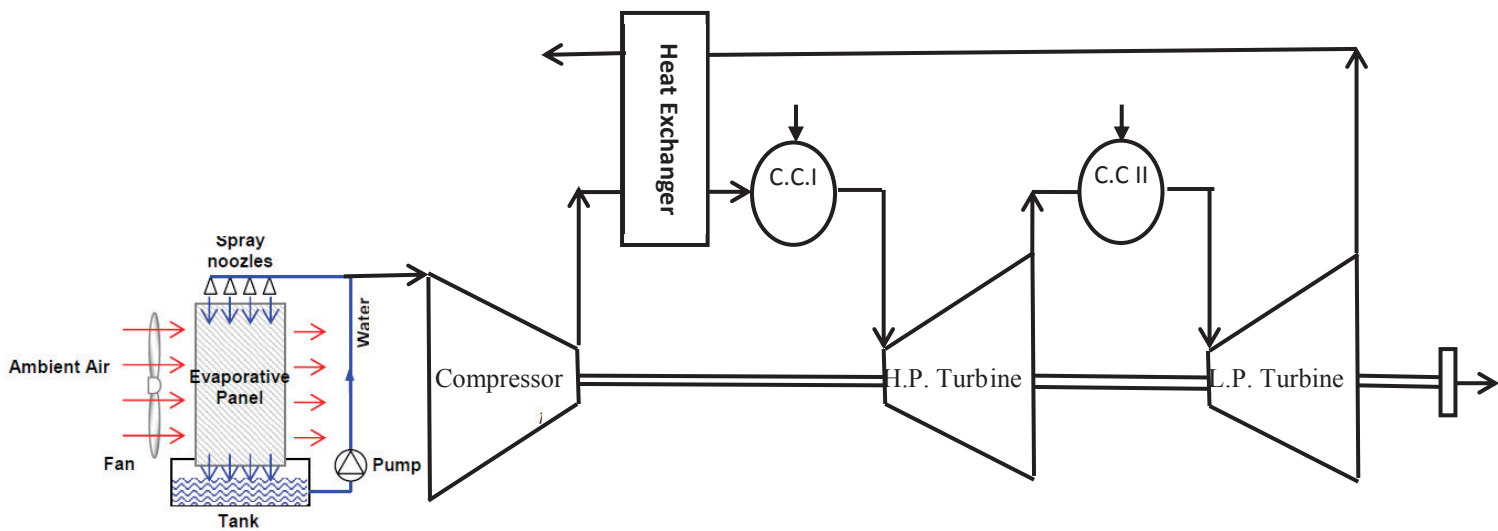 Heat Exchanger
C.C.I
C.C II
Spray
noozles
Water
Ambient Air
Evaporative
Panel
Compressor
H.P. Turbine
L.P. Turbine
Fan
Pump
Tank